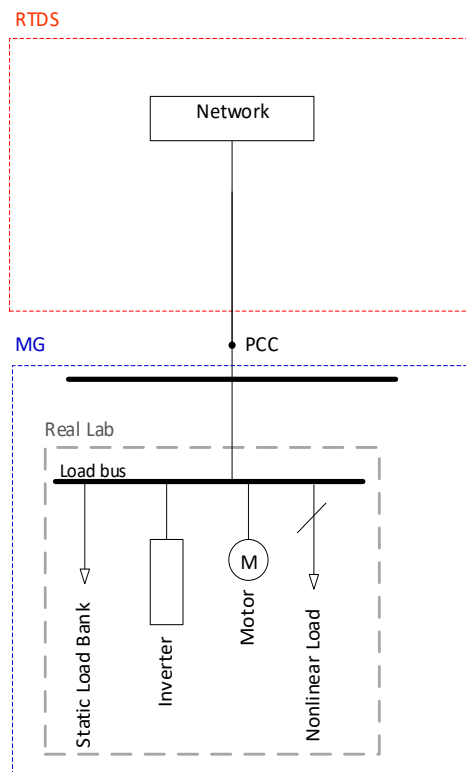 RTDS
Network
PCC
MG
Real Lab
Load bus
M
Static Load Bank
Inverter
Motor
Nonlinear Load